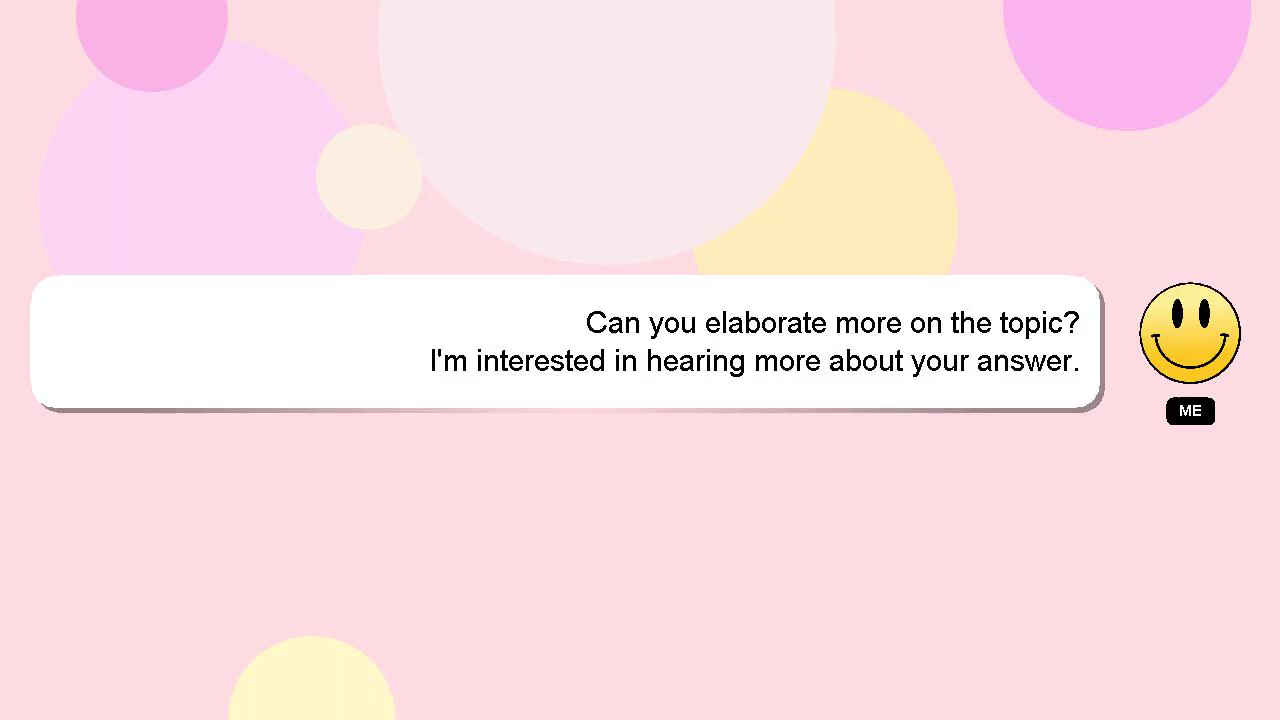 Can you elaborate more on the topic?
I'm interested in hearing more about your answer.
ME